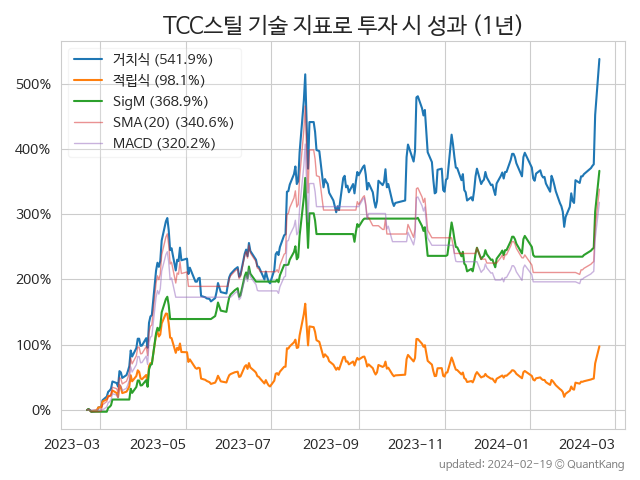 TCC스틸 기술 지표로 투자 시 성과 (1년)
거치식 (541.9%)
적립식 (98.1%)
SigM (368.9%)
SMA(20) (340.6%)
MACD (320.2%)
500%
400%
300%
200%
100%
0%
2023-03 2023-05 2023-07 2023-09 2023-11 2024-01 2024-03
updated: 2024-02-19 @ QuantKang